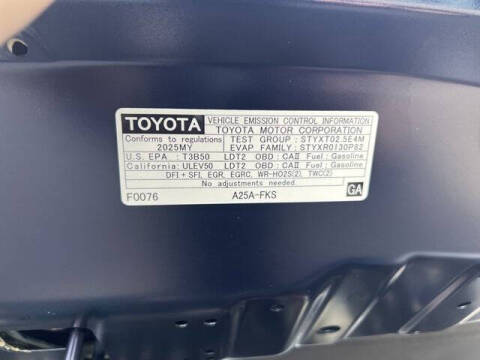 TOYOTA VEHICLE EMISSION CONTROL INFORMATION
TOYOTA MOTOR CORPORATION
Conforms to regulations TEST GROUP : STYXT02.5E4M
2025MY EVAP FAMILY : STYXR0130P82
U.S. EPA : T3B50 LDT2 OBD : CAⅡ Fuel : Gasoline
California : ULEV50 LDT2 OBD : CAⅡ Fuel : Gasoline
DFI + SFI, EGR, EGRC, WR-HO2S(2), TWC(2)
No adjustments needed.
F0076 A25A-FKS GA